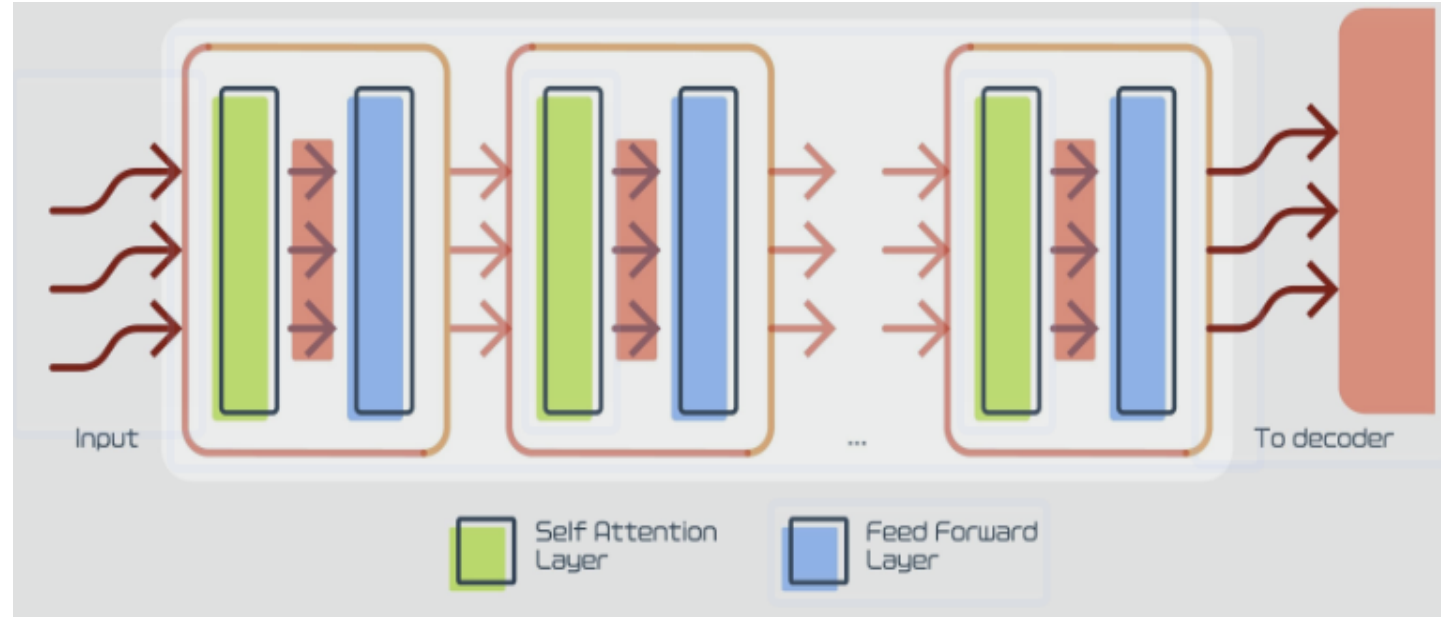 Input
...
To decoder
Self Attention
Layer
Feed Forward
Layer